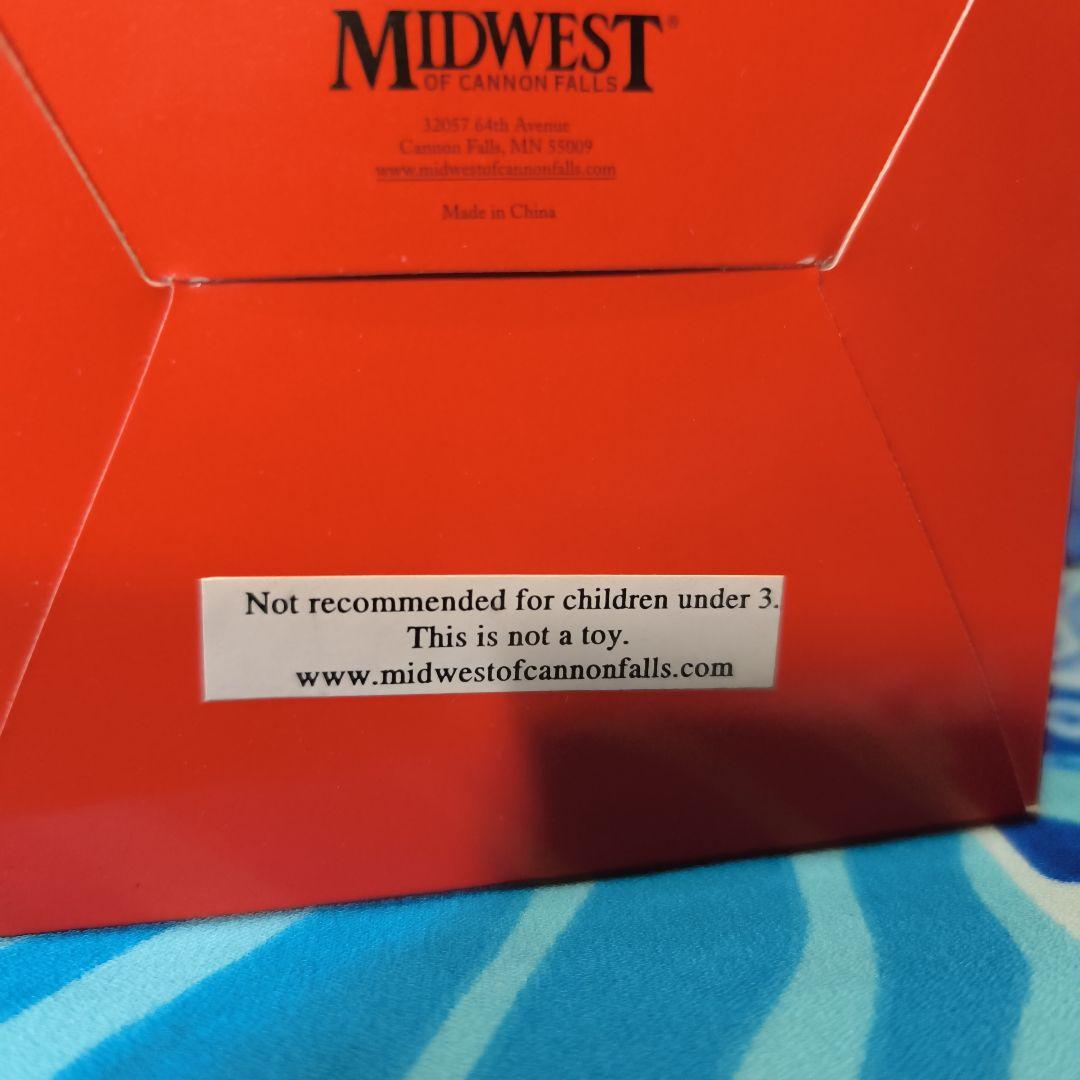 MIDWEST®
OF CANNON FALLS
32057 64th Avenue
Cannon Falls, MN 55009
www.midwestofcannonfalls.com
Made in China
Not recommended for children under 3.
This is not a toy.
www.midwestofcannonfalls.com